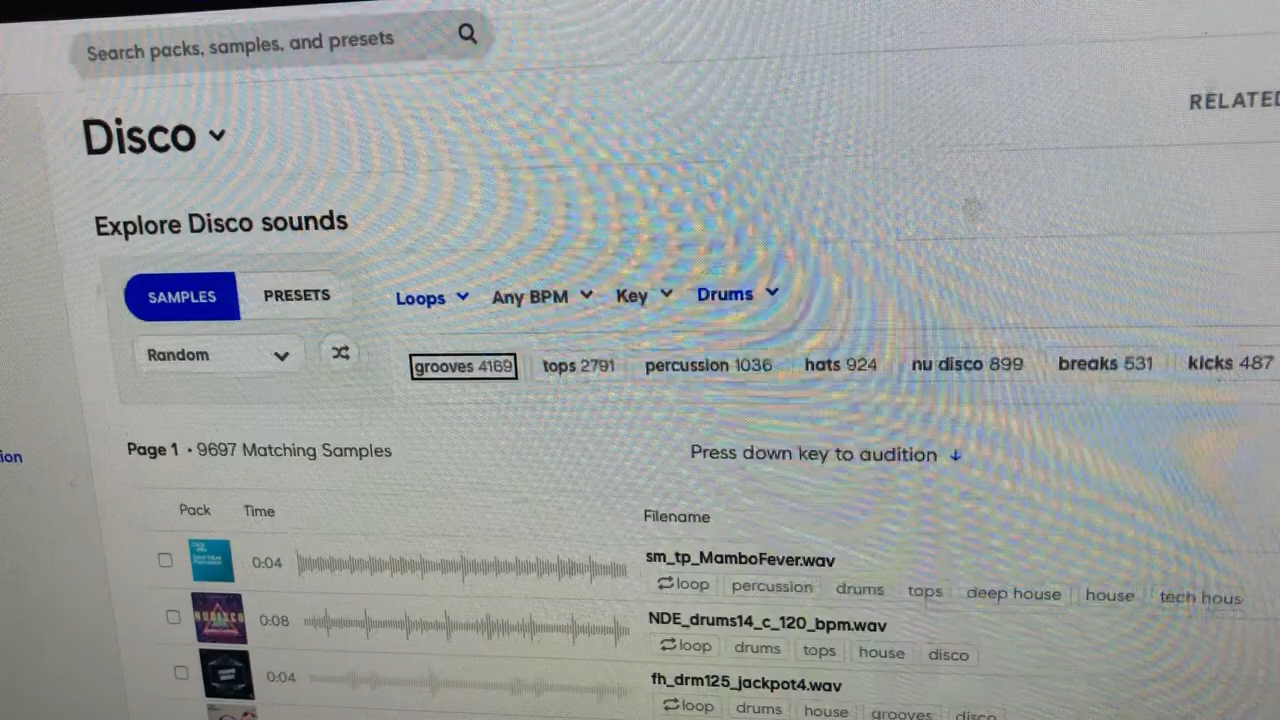 Search packs, samples, and presets
RELATED
Disco
Explore Disco sounds
SAMPLES PRESETS Loops Any BPM Key Drums
Random
grooves 4169 tops 2791 percussion 1036 hats 924 nu disco 899 breaks 531 kicks 487
ion
Page 1 • 9697 Matching Samples Press down key to audition ↓
Pack Time Filename
0:04 sm_tp_MamboFever.wav
loop percussion drums tops deep house house tech hous
NUDISCO 0:08 NDE_drums14_c_120_bpm.wav
loop drums tops house disco
0:04 fh_drm125_jackpot4.wav
loop drums house grooves disco